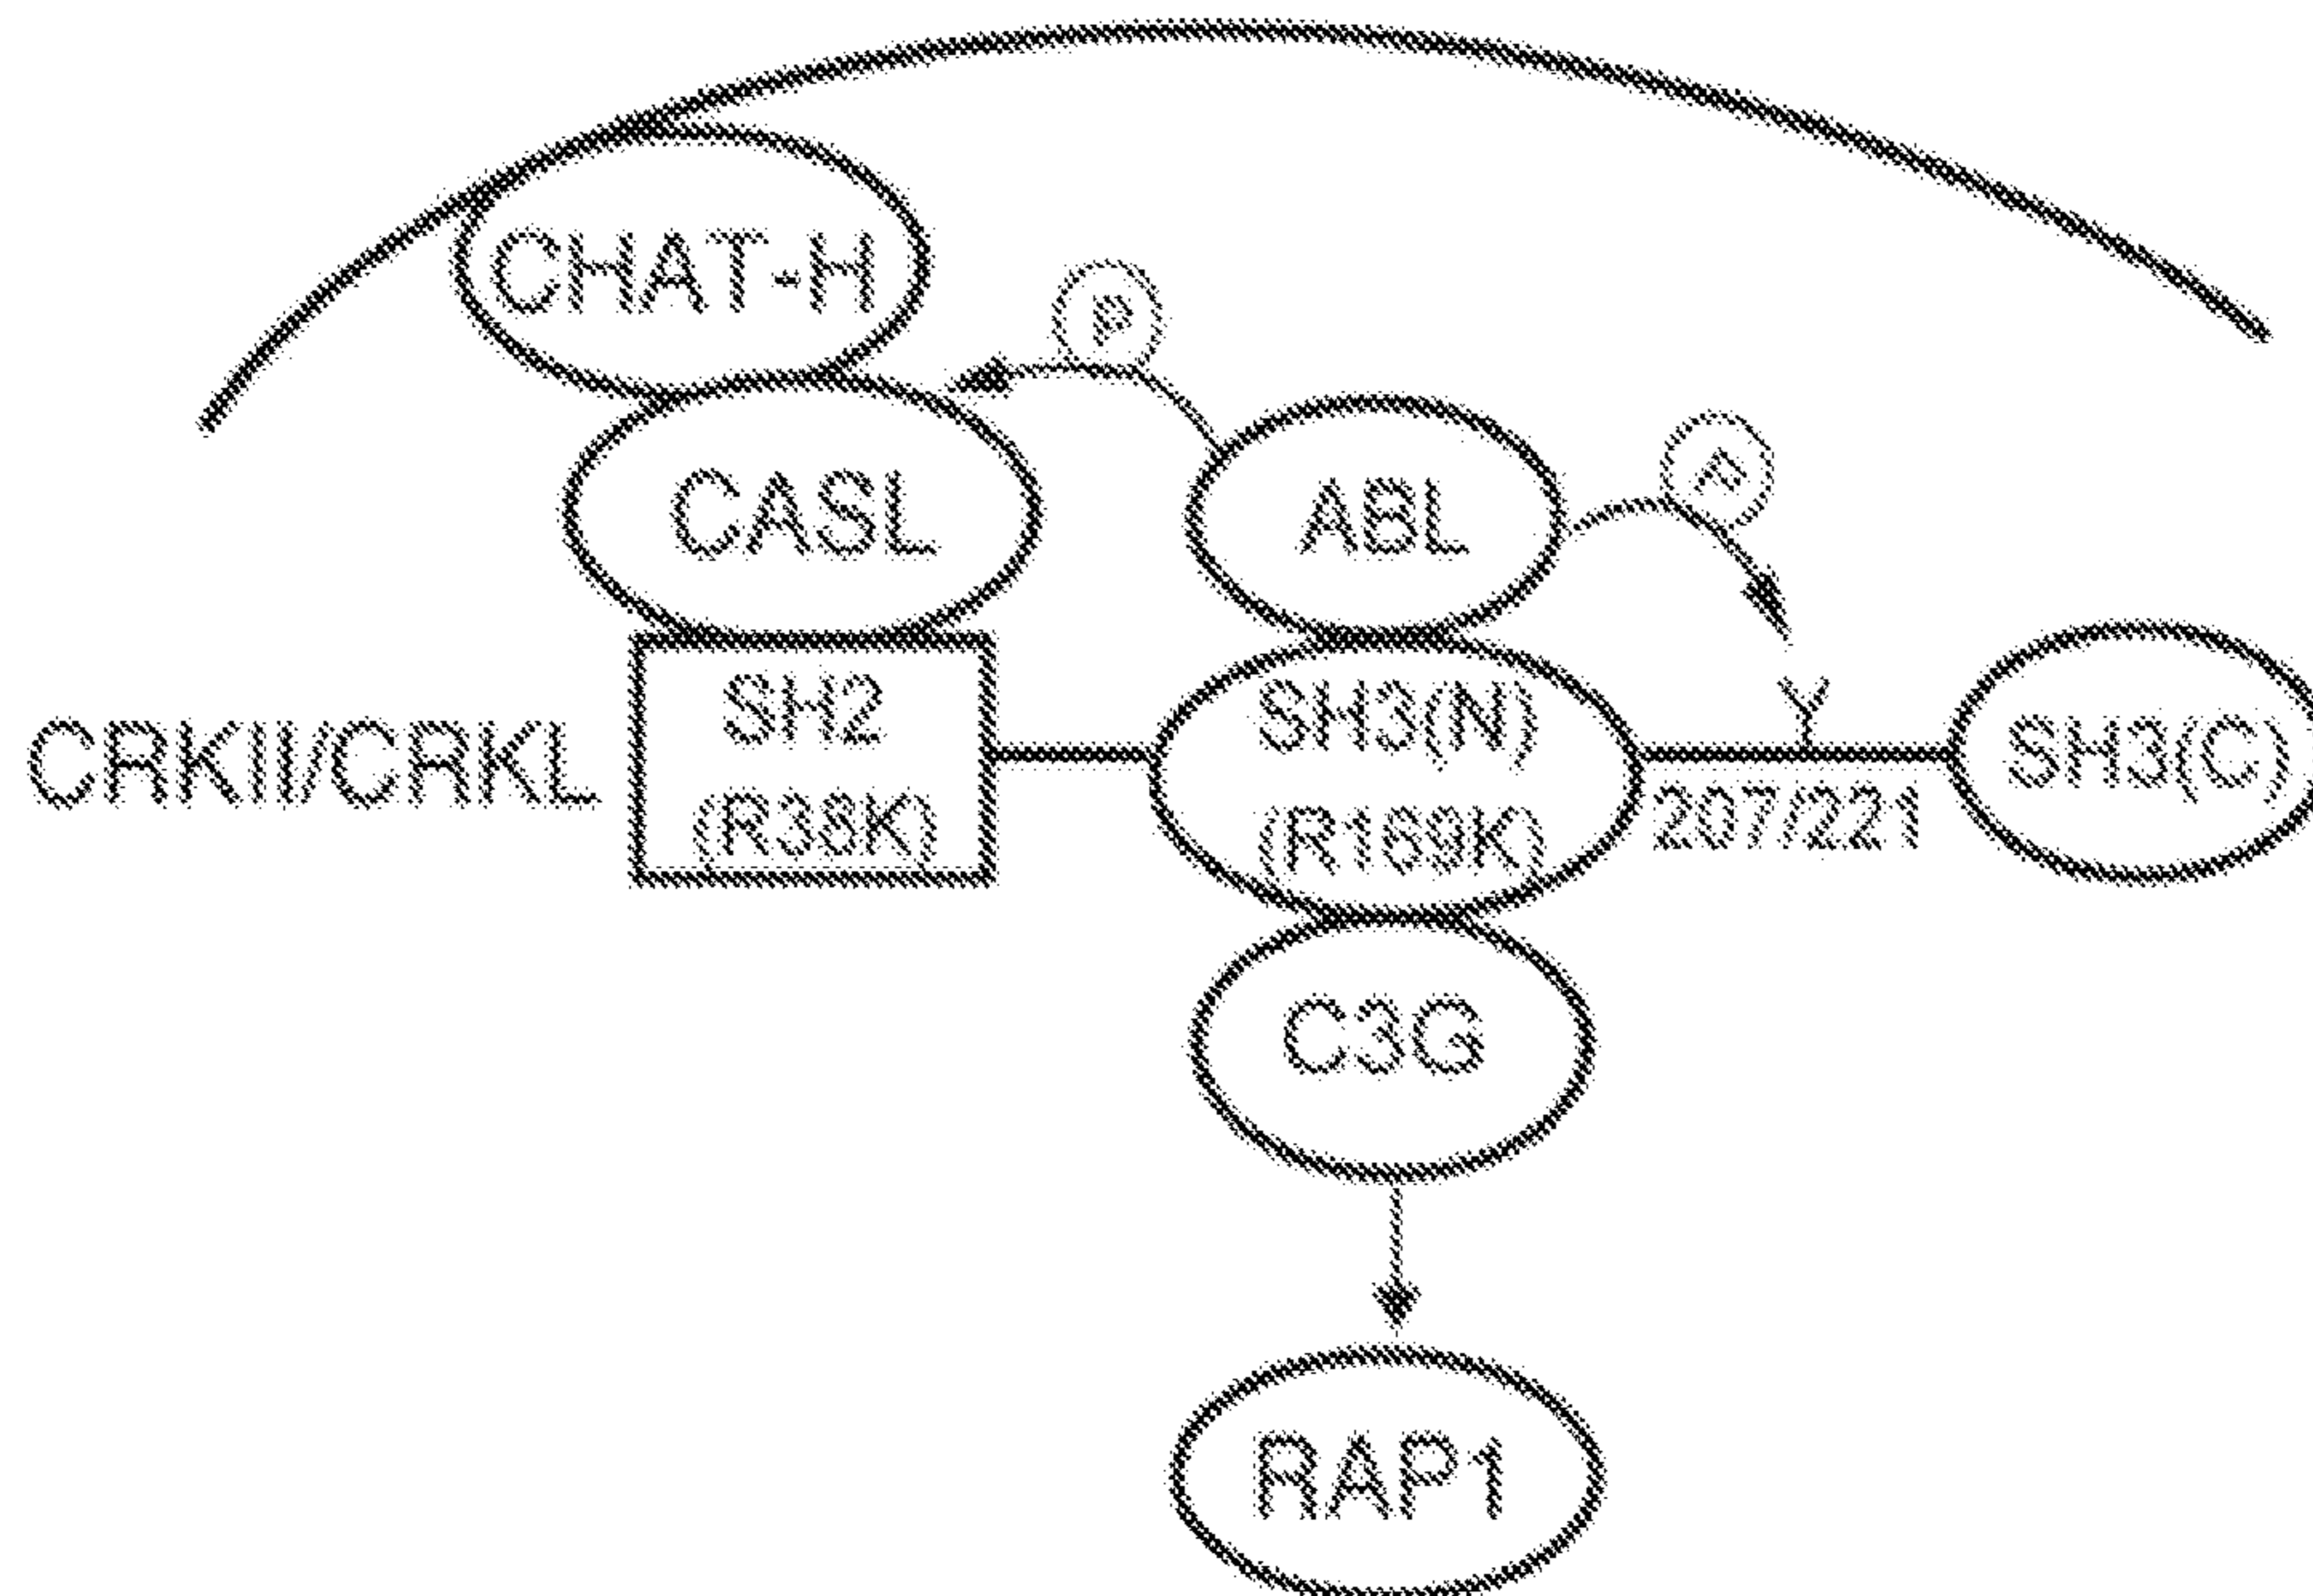 CHAT-H
P
CASL
ABL
P
CRKII/CRKL
SH2
(R38K)
SH3(N)
(R169K)
Y
207/221
SH3(C)
C3G
RAP1